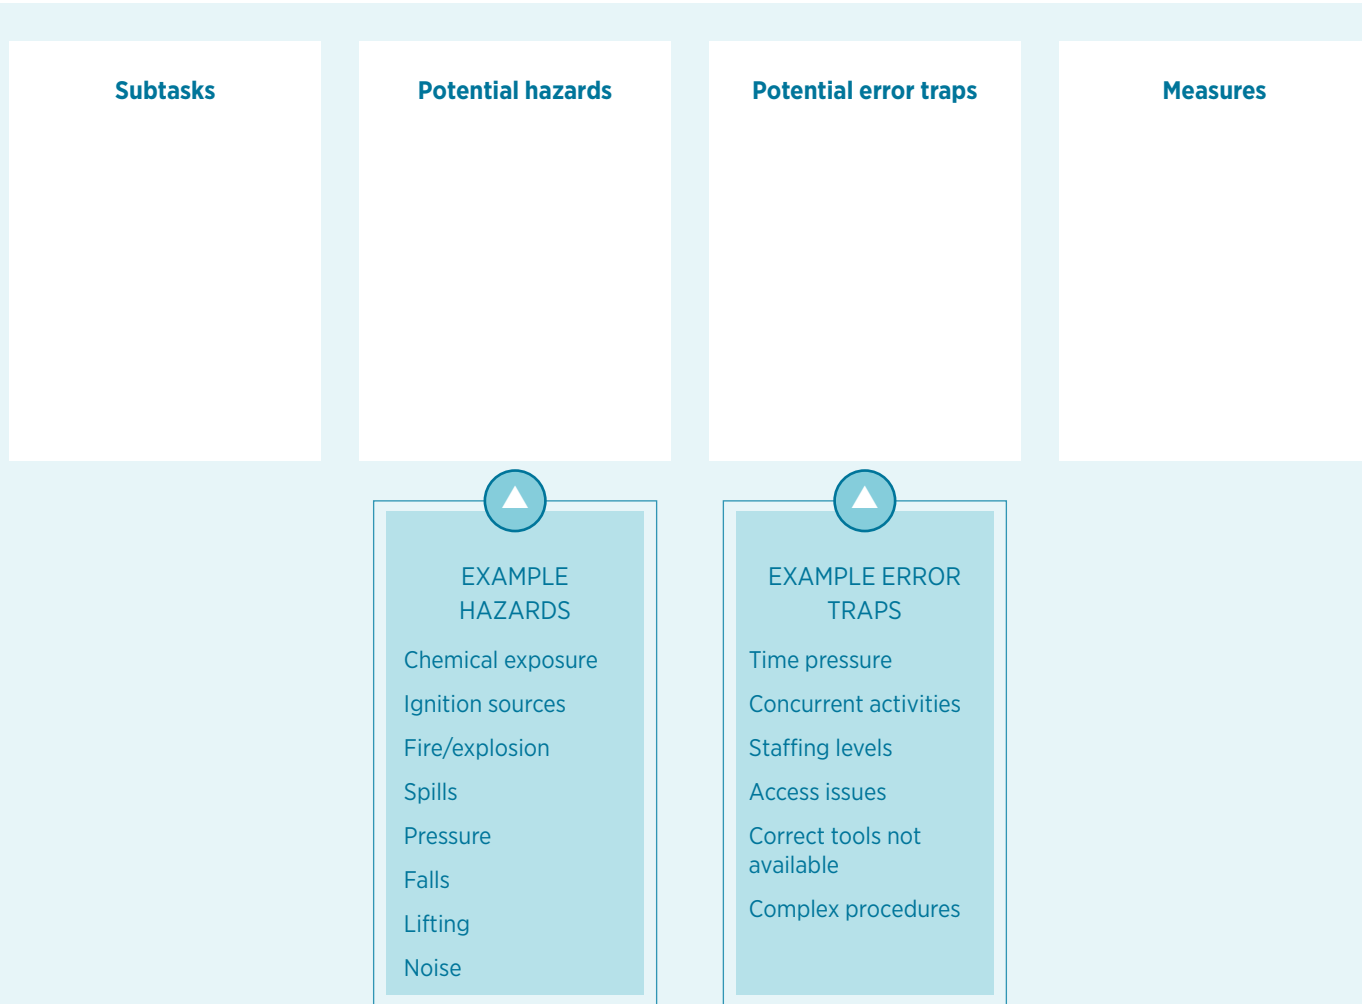 Subtasks
Potential hazards
Potential error traps
Measures
EXAMPLE
HAZARDS
Chemical exposure
Ignition sources
Fire/explosion
Spills
Pressure
Falls
Lifting
Noise
EXAMPLE ERROR
TRAPS
Time pressure
Concurrent activities
Staffing levels
Access issues
Correct tools not
available
Complex procedures